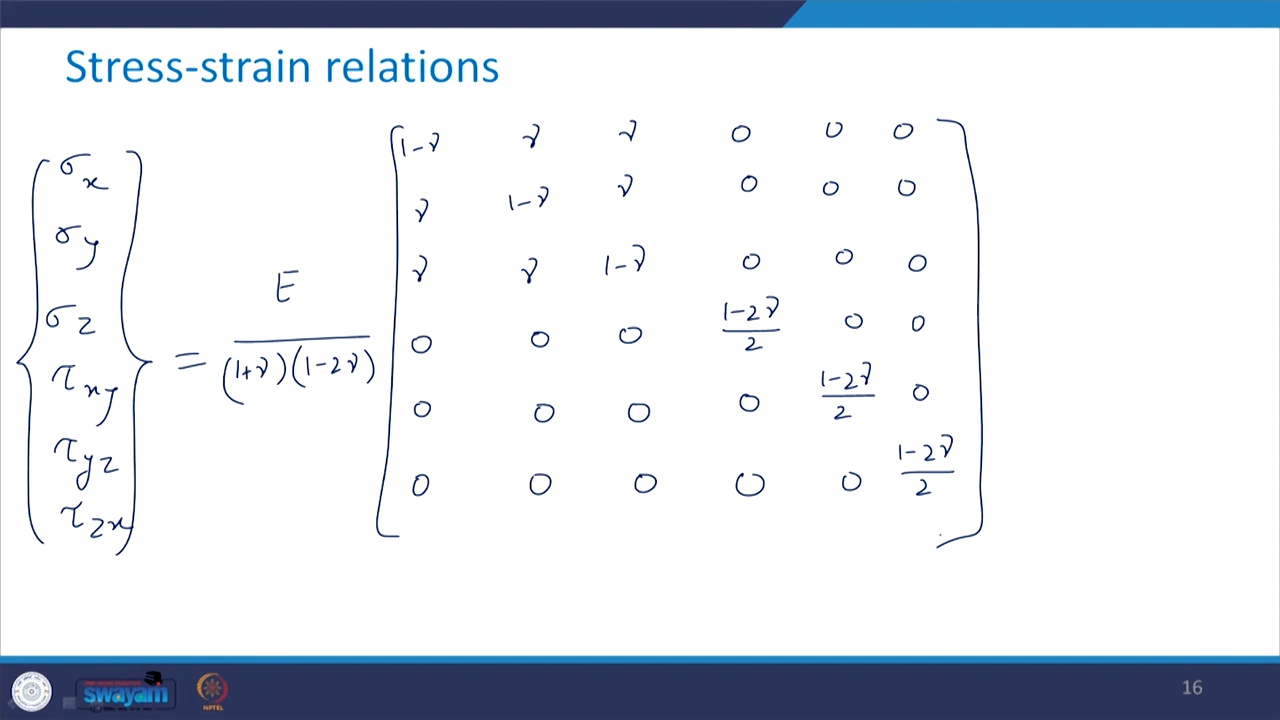 Stress-strain relations
{σx σy σz τxy τyz τzx} = E / (1+ν)(1-2ν) [
1-ν ν ν 0 0 0
ν 1-ν ν 0 0 0
ν ν 1-ν 0 0 0
0 0 0 (1-2ν)/2 0 0
0 0 0 0 (1-2ν)/2 0
0 0 0 0 0 (1-2ν)/2 ]
swayam
NPTEL
16